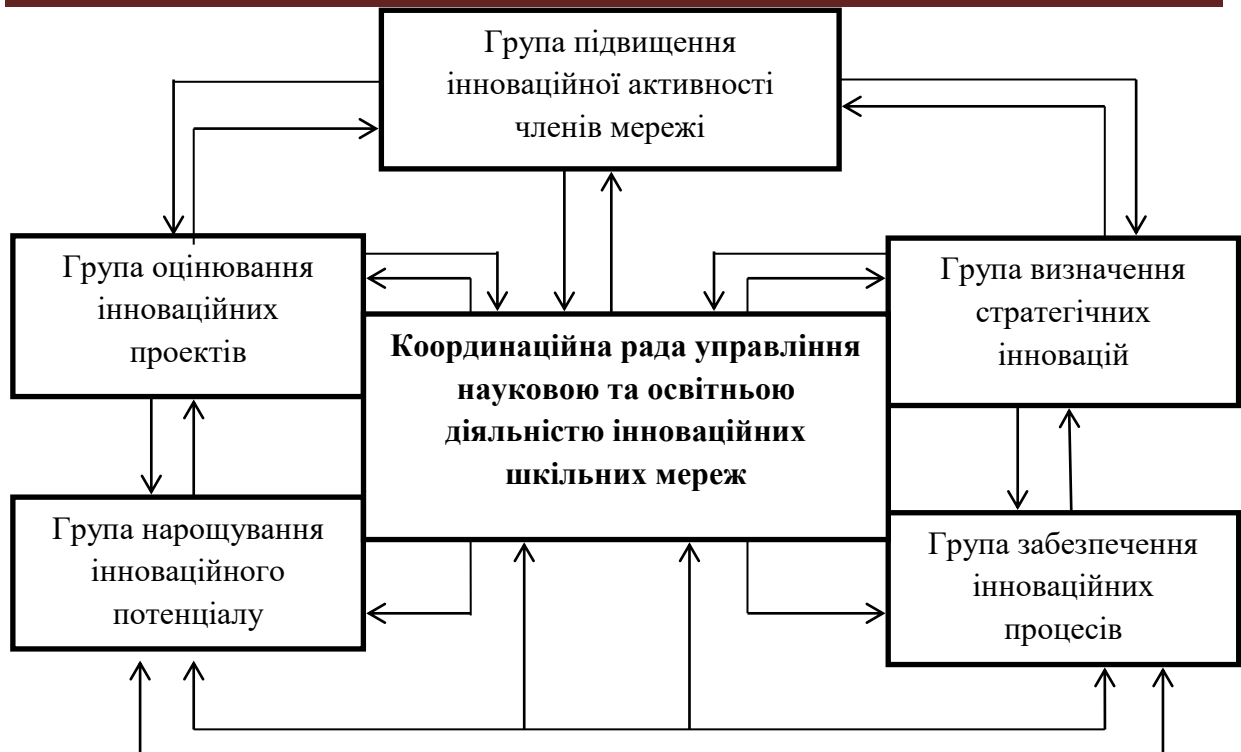 Група підвищення
інноваційної активності
членів мережі
Група оцінювання
інноваційних
проектів
Група визначення
стратегічних
інновацій
Координаційна рада управління
науковою та освітньою
діяльністю інноваційних
шкільних мереж
Група нарощування
інноваційного
потенціалу
Група забезпечення
інноваційних
процесів